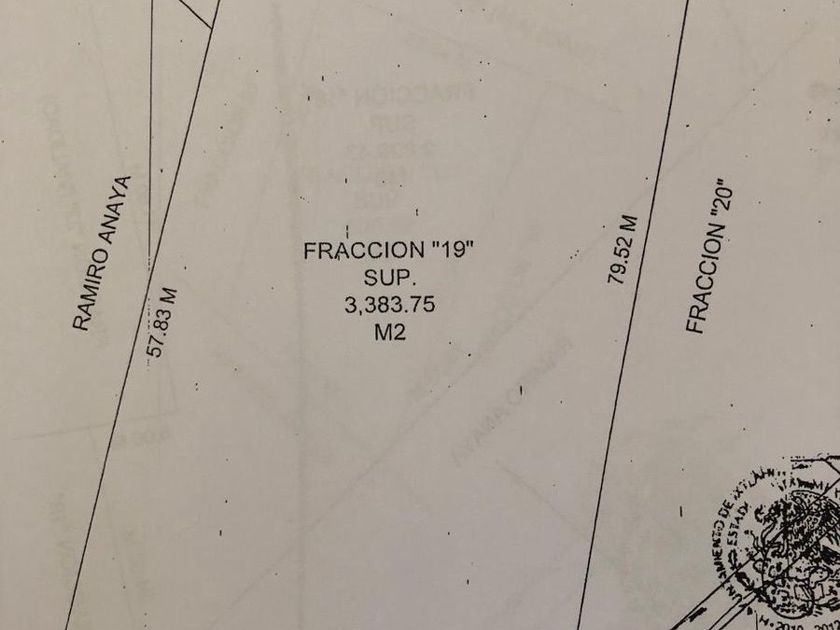 RAMIRO ANAYA
57.83 M
FRACCION "19"
SUP.
3,383.75
M2
79.52 M
FRACCION "20"